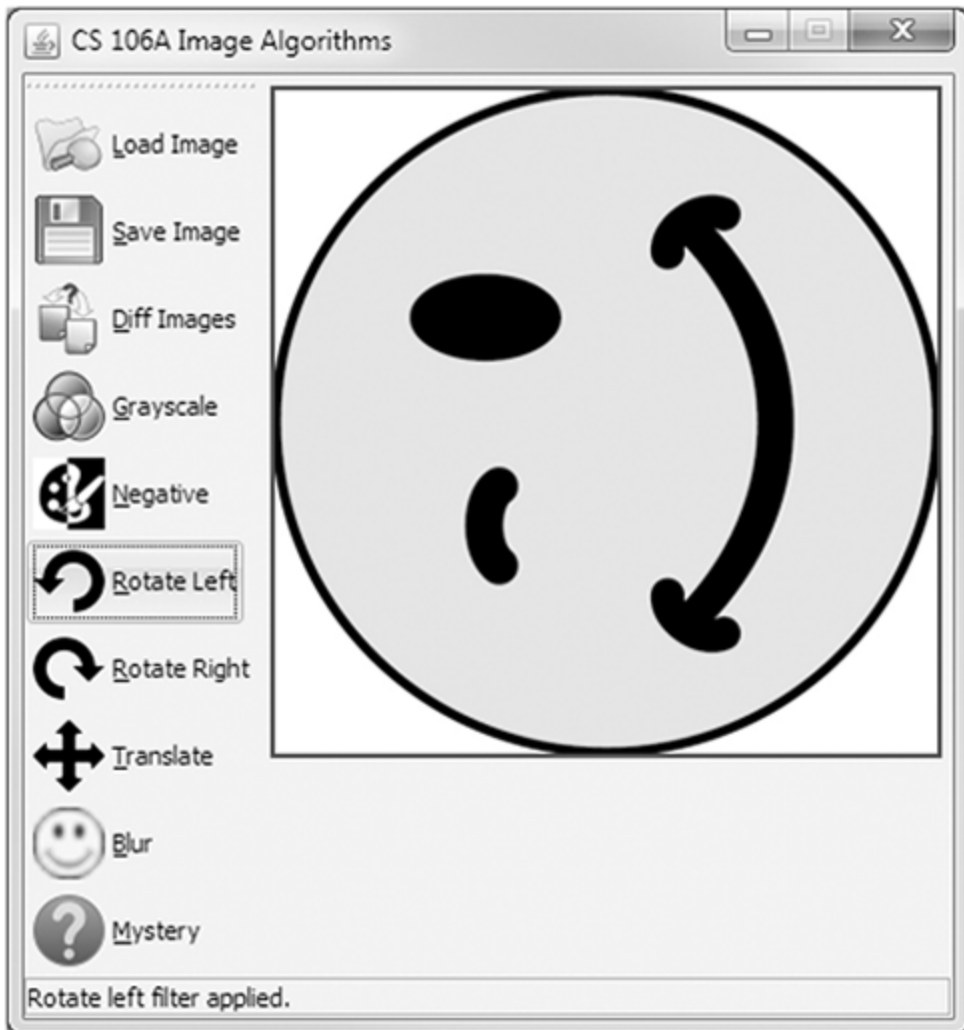 CS 106A Image Algorithms
Load Image
Save Image
Diff Images
Grayscale
Negative
Rotate Left
Rotate Right
Translate
Blur
Mystery
Rotate left filter applied.